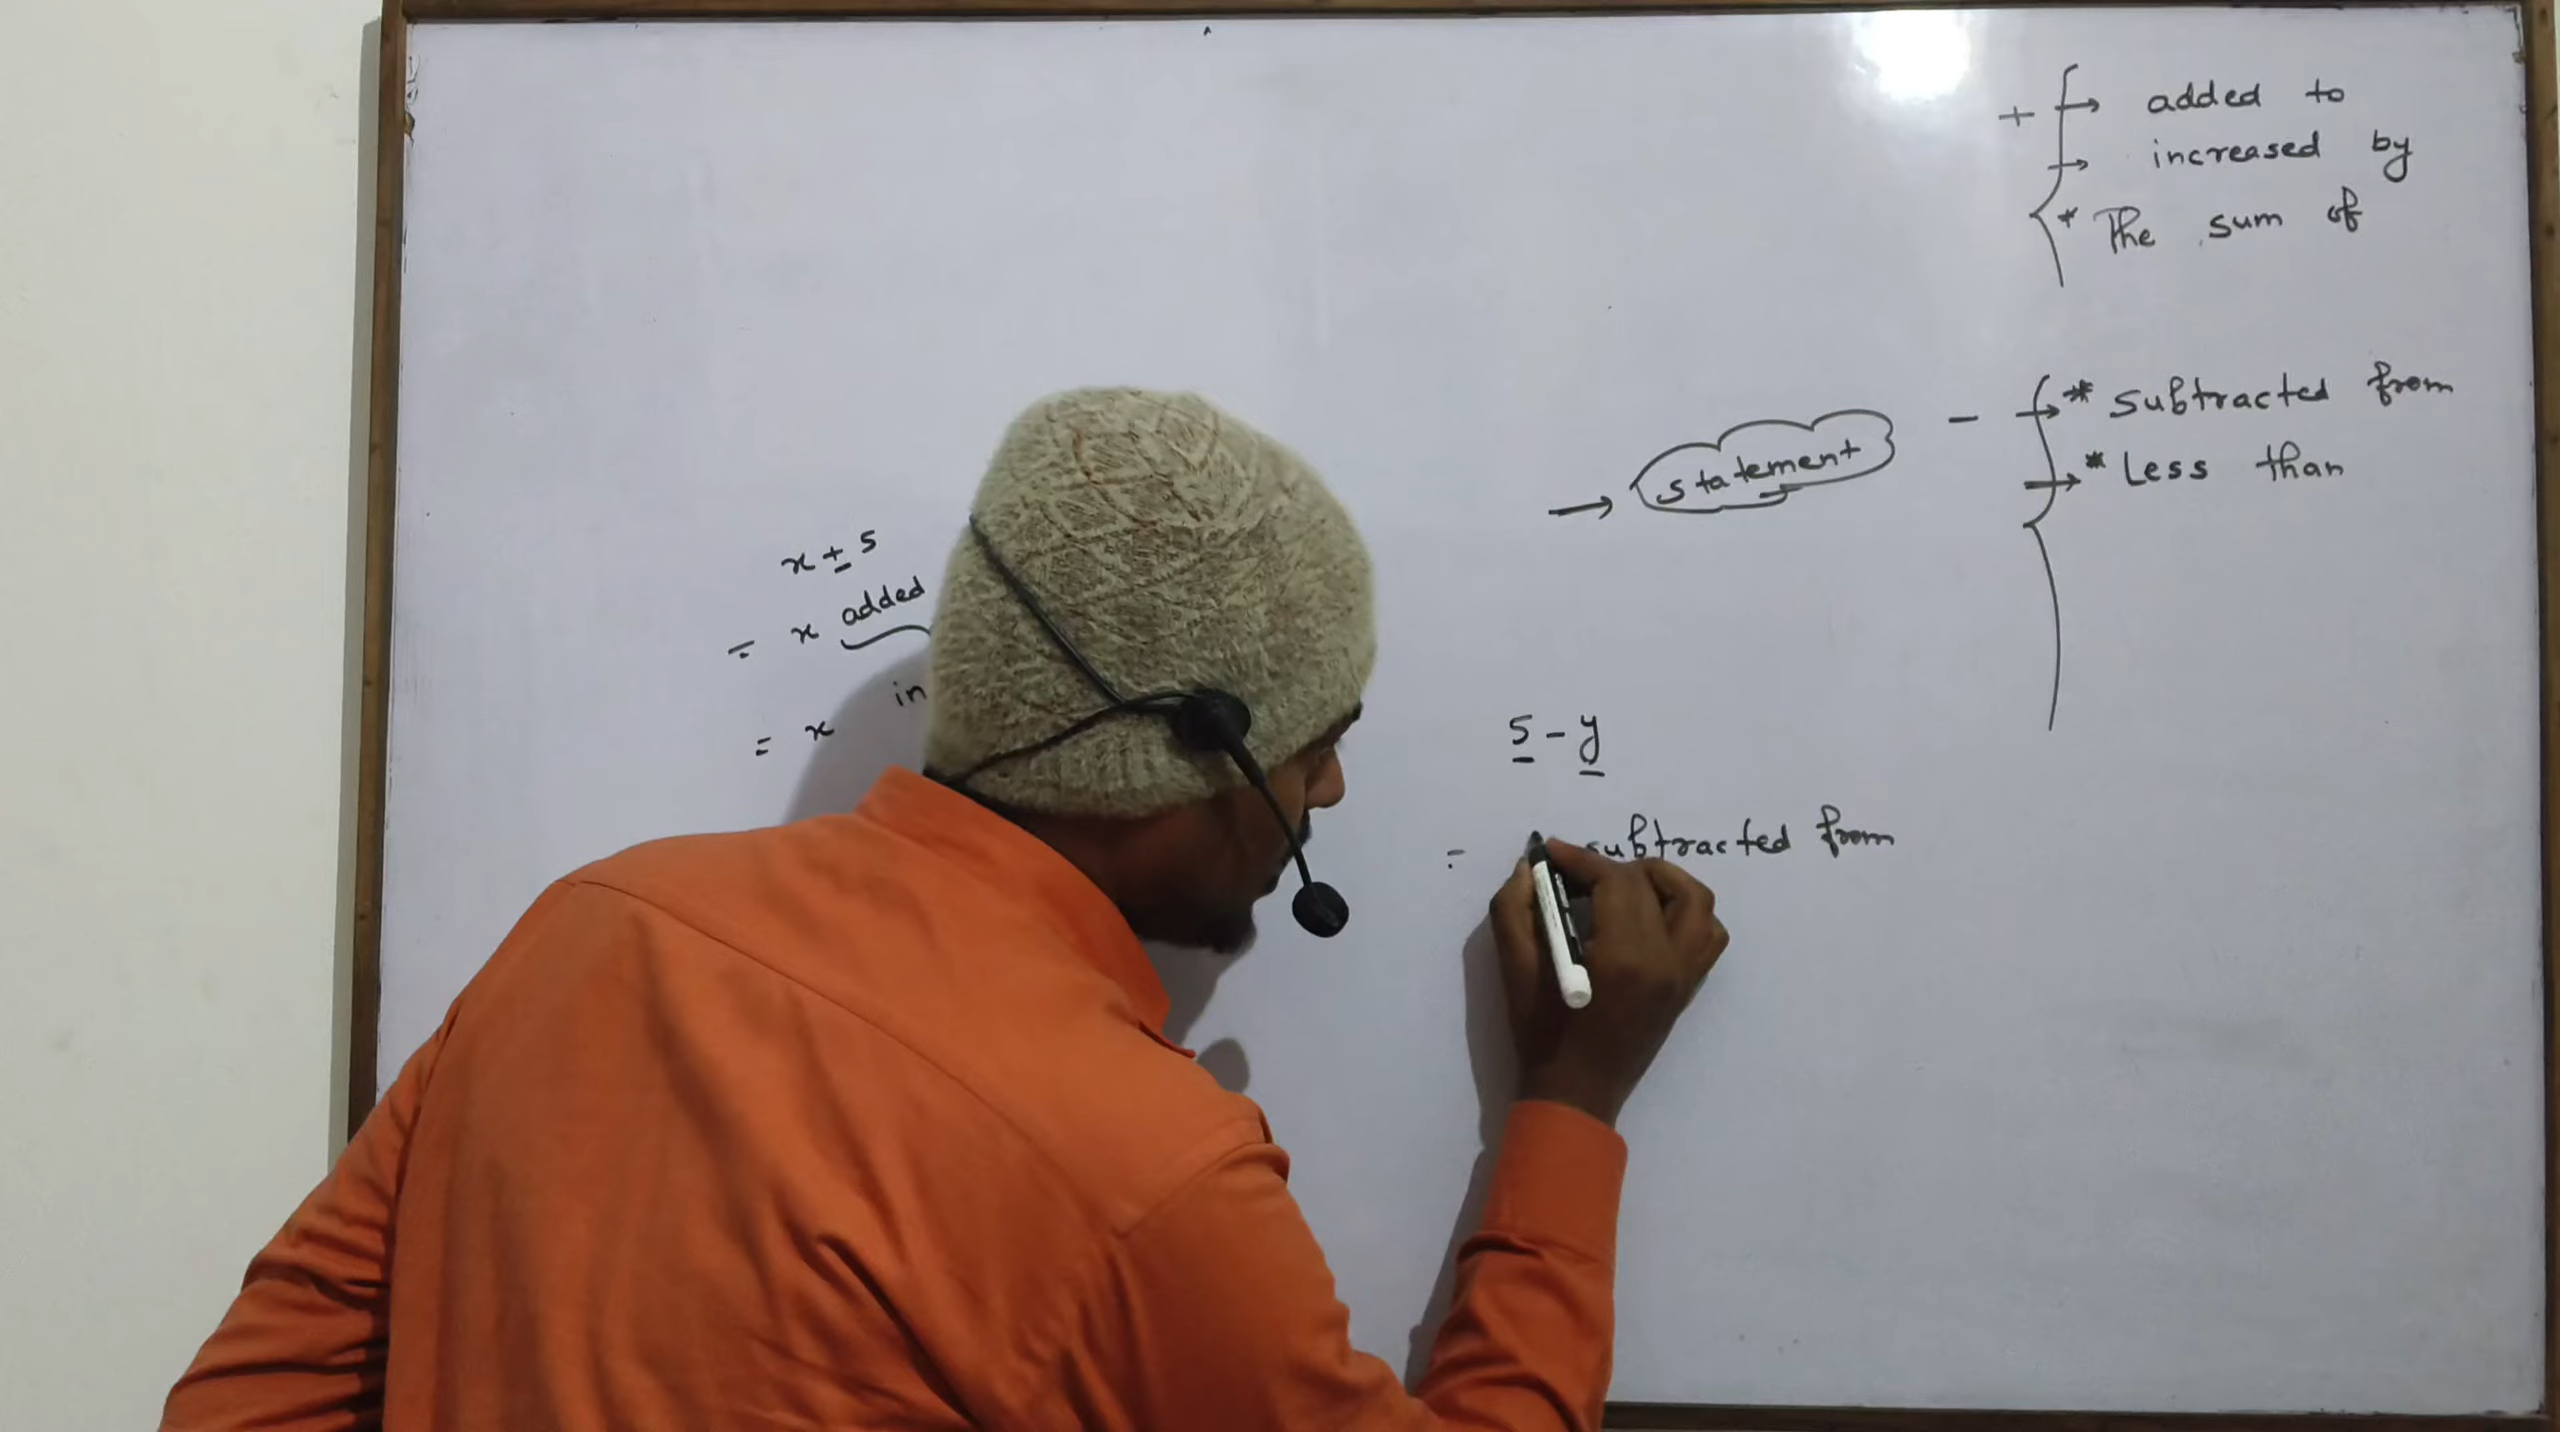 + → added to
→ increased by
* The sum of
→ statement
- → * subtracted from
→ * Less than
x + 5
= x added
= x in
5 - y
= subtracted from